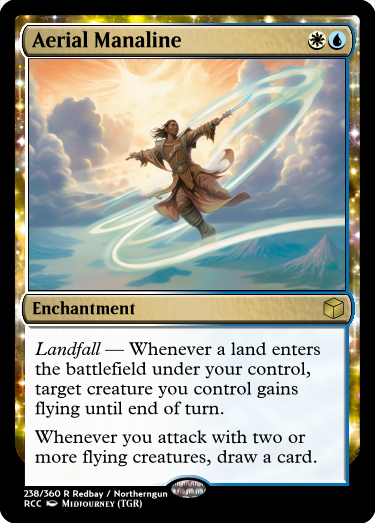 Aerial Manaline
Enchantment
Landfall — Whenever a land enters
the battlefield under your control,
target creature you control gains
flying until end of turn.
Whenever you attack with two or
more flying creatures, draw a card.
238/360 R Redbay / Northerngun
RCC Midjourney (TGR)